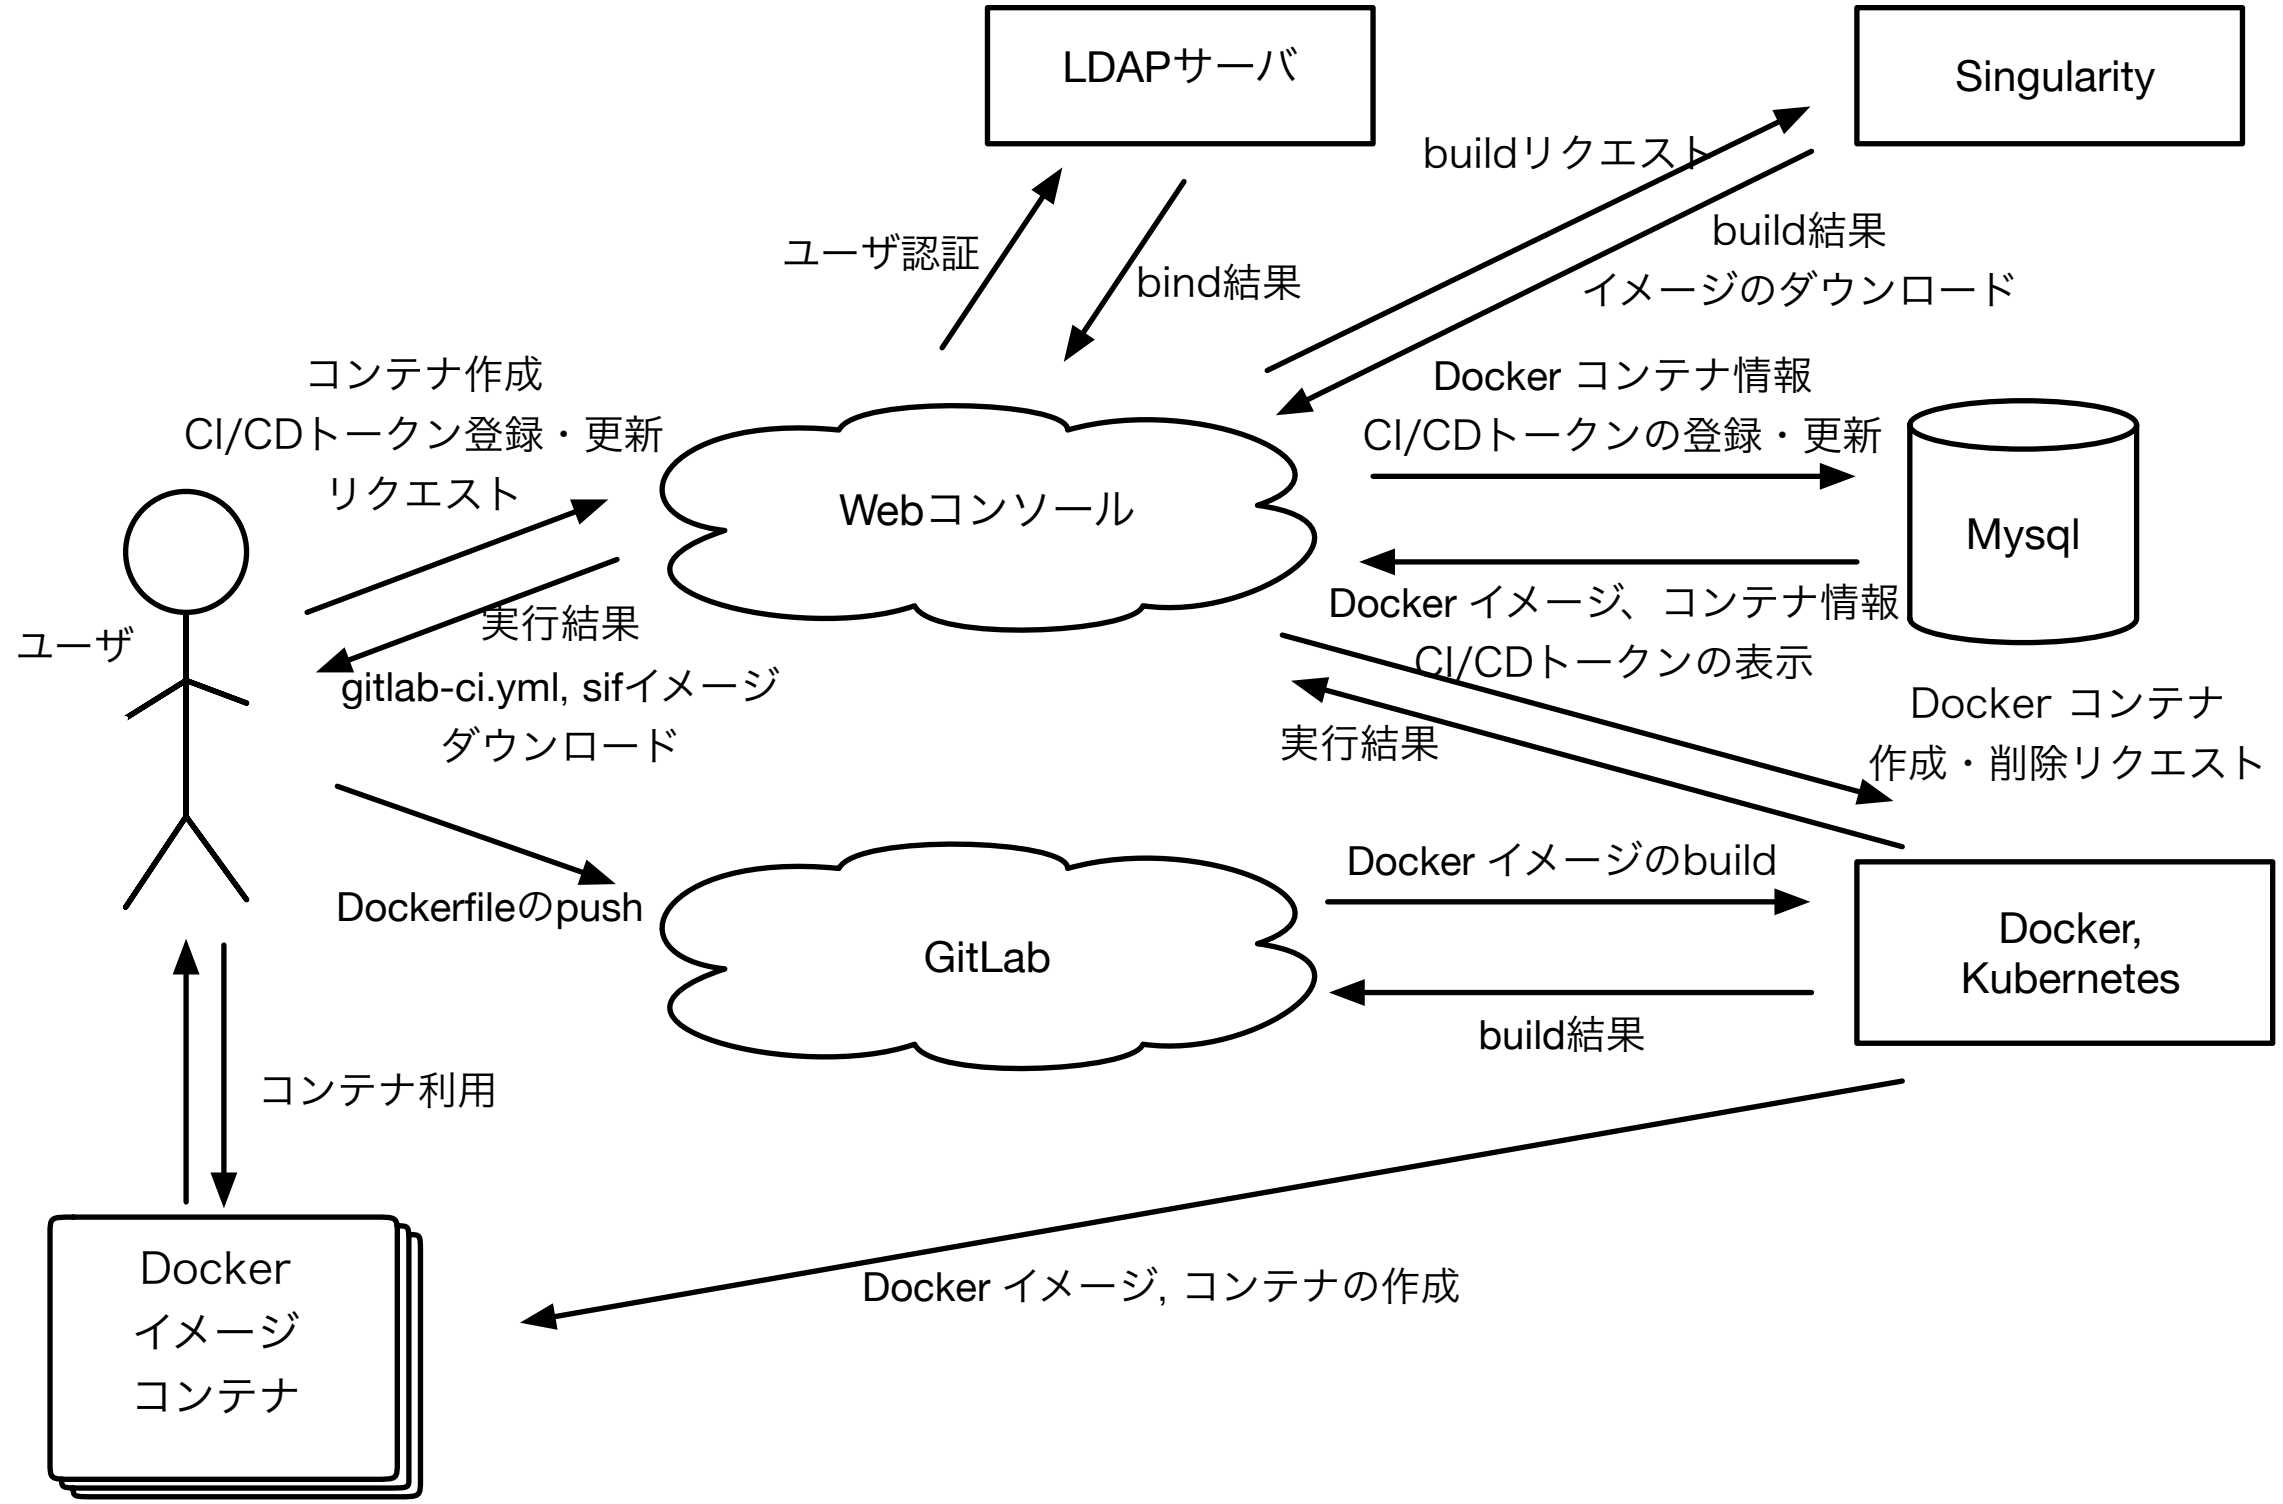 LDAPサーバ
Singularity
buildリクエスト
build結果
イメージのダウンロード
ユーザ認証
bind結果
コンテナ作成
CI/CDトークン登録・更新
リクエスト
Docker コンテナ情報
CI/CDトークンの登録・更新
Webコンソール
Mysql
ユーザ
実行結果
gitlab-ci.yml, sifイメージ
ダウンロード
Docker イメージ、コンテナ情報
CI/CDトークンの表示
実行結果
Docker コンテナ
作成・削除リクエスト
Dockerfileのpush
GitLab
Docker イメージのbuild
Docker,
Kubernetes
build結果
コンテナ利用
Docker
イメージ
コンテナ
Docker イメージ, コンテナの作成